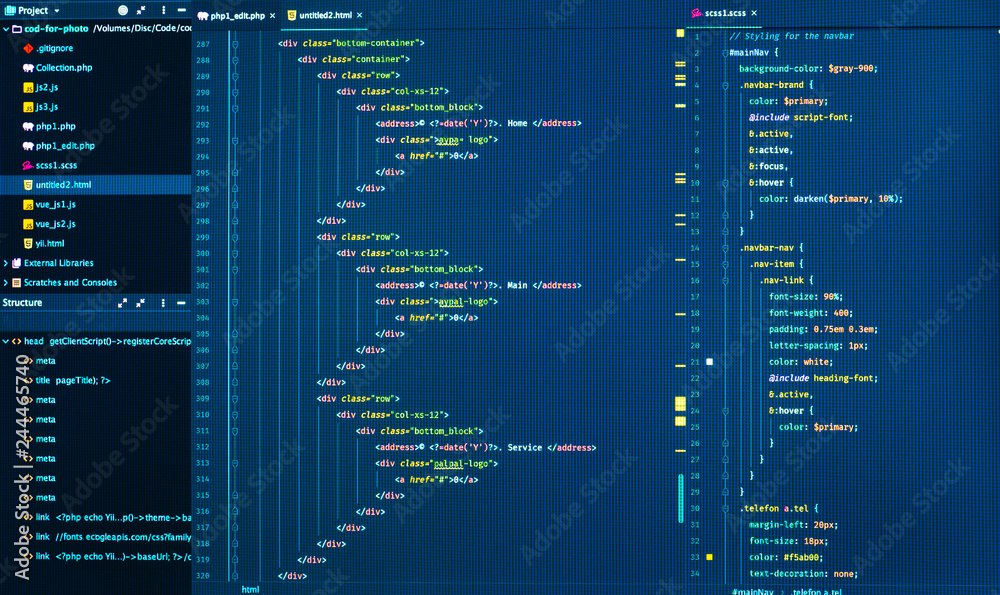 Project
cod-for-photo /Volumes/Disc/Code/cod
.gitignore
Collection.php
js2.js
js3.js
php1.php
php1_edit.php
scss1.scss
untitled2.html
vue_js1.js
vue_js2.js
yii.html
External Libraries
Scratches and Consoles
Structure
head getClientScript()->registerCoreScrip
meta
title pageTitle); ?>
meta
meta
meta
meta
meta
meta
link <?php echo Yii...p()->theme->ba
link //fonts ecogleapis.com/css?family
link <?php echo Yii...)->baseUrl; ?>/c
php1_edit.php
untitled2.html
287 <div class="bottom-container">
288 <div class="container">
289 <div class="row">
290 <div class="col-xs-12">
291 <div class="bottom_block">
292 <address>© <?=date('Y')?>. Home </address>
293 <div class=">aypa- logo">
294 <a href="#">0</a>
295 </div>
296 </div>
297 </div>
298 </div>
299 <div class="row">
300 <div class="col-xs-12">
301 <div class="bottom_block">
302 <address>© <?=date('Y')?>. Main </address>
303 <div class=">aypal-logo">
304 <a href="#">0</a>
305 </div>
306 </div>
307 </div>
308 </div>
309 <div class="row">
310 <div class="col-xs-12">
311 <div class="bottom_block">
312 <address>© <?=date('Y')?>. Service </address>
313 <div class="palpal-logo">
314 <a href="#">0</a>
315 </div>
316 </div>
317 </div>
318 </div>
319 </div>
320 </div>
html
scss1.scss
1 // Styling for the navbar
2 #mainNav {
3 background-color: $gray-900;
4 .navbar-brand {
5 color: $primary;
6 @include script-font;
7 &.active,
8 &:active,
9 &:focus,
10 &:hover {
11 color: darken($primary, 10%);
12 }
13 }
14 .navbar-nav {
15 .nav-item {
16 .nav-link {
17 font-size: 90%;
18 font-weight: 400;
19 padding: 0.75em 0.3em;
20 letter-spacing: 1px;
21 color: white;
22 @include heading-font;
23 &.active,
24 &:hover {
25 color: $primary;
26 }
27 }
28 }
29 }
30 .telefon a.tel {
31 margin-left: 20px;
32 font-size: 18px;
33 color: #f5ab00;
34 text-decoration: none;
#mainNav › .telefon a.tel
Adobe Stock | #244465740